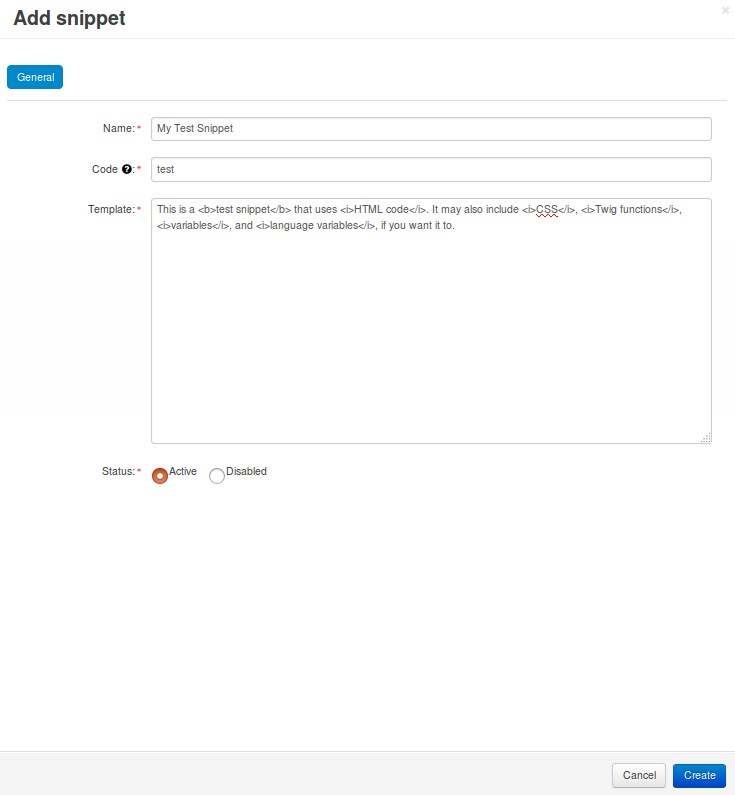 Add snippet
×
General
Name:*
My Test Snippet
Code ?:*
test
Template:*
This is a <b>test snippet</b> that uses <i>HTML code</i>. It may also include <i>CSS</i>, <i>Twig functions</i>,
<i>variables</i>, and <i>language variables</i>, if you want it to.
Status:*
Active
Disabled
Cancel
Create